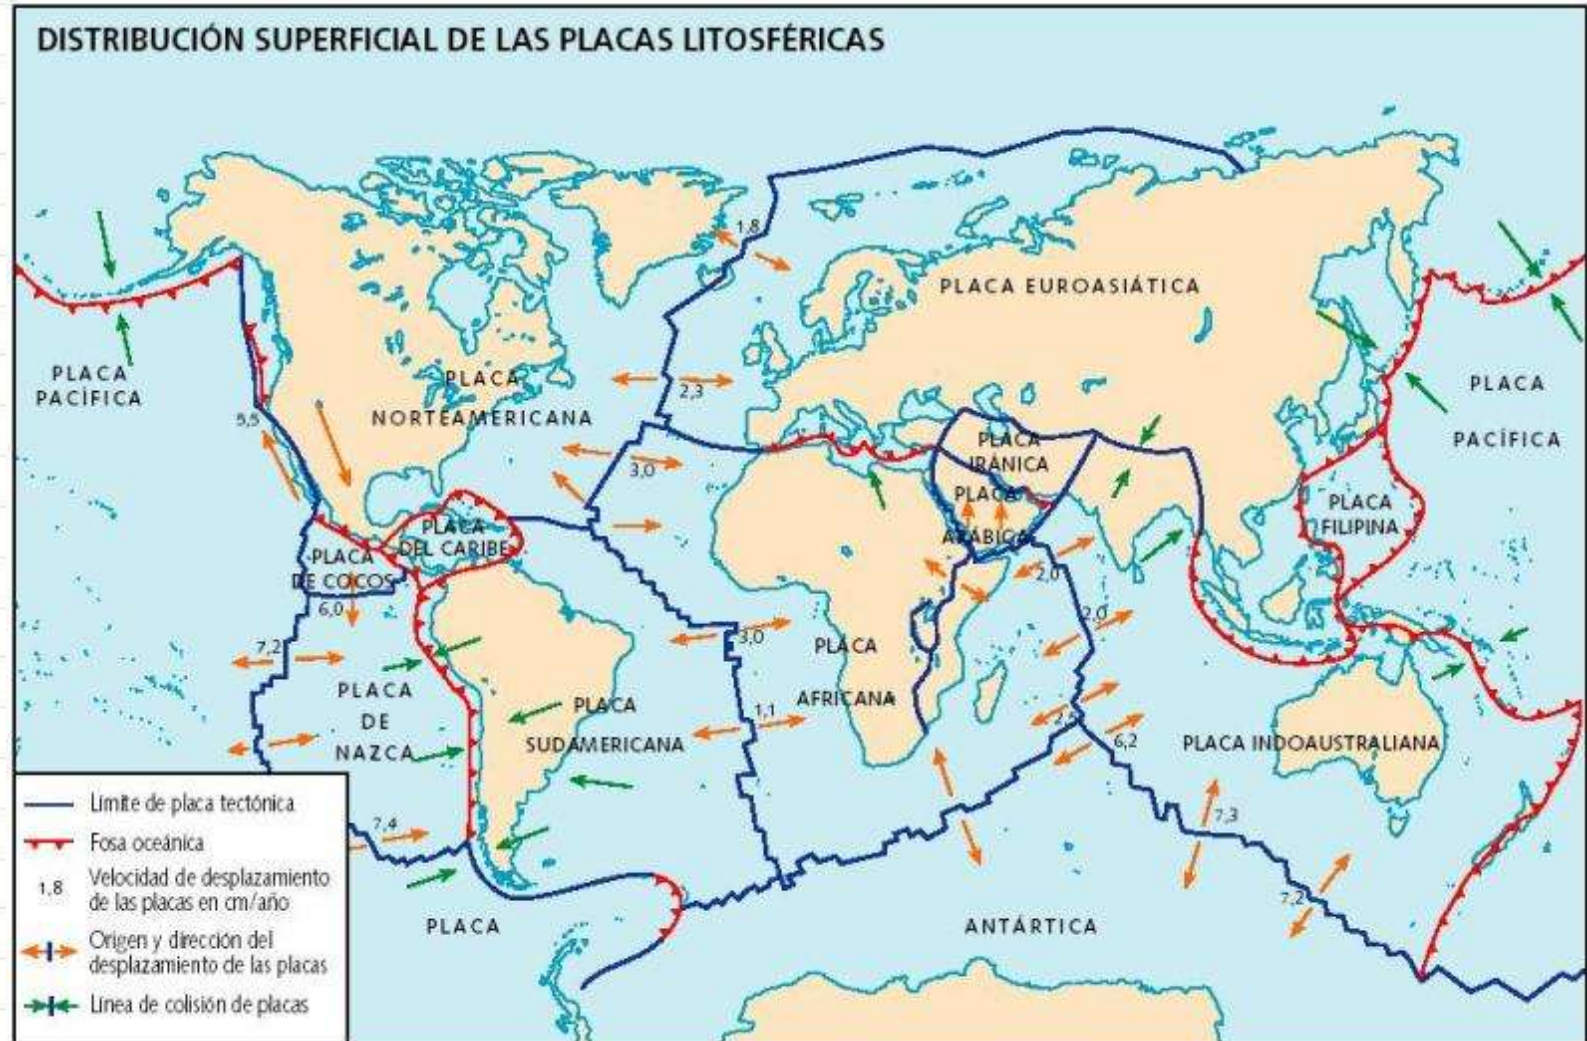 DISTRIBUCIÓN SUPERFICIAL DE LAS PLACAS LITOSFÉRICAS
1,8
PLACA EUROASIÁTICA
PLACA
PACÍFICA
PLACA
NORTEAMERICANA
2,3
PLACA
PACÍFICA
5,5
3,0
PLACA
IRÁNICA
PLACA
ARÁBICA
PLACA
FILIPINA
PLACA
DEL CARIBE
PLACA
DE COCOS
6,0
2,0
2,0
7,2
3,0
PLACA
AFRICANA
PLACA
DE
NAZCA
PLACA
SUDAMERICANA
1,1
6,2
PLACA INDOAUSTRALIANA
7,4
7,3
7,2
PLACA
ANTÁRTICA
Límite de placa tectónica
Fosa oceánica
1,8
Velocidad de desplazamiento
de las placas en cm/año
Origen y dirección del
desplazamiento de las placas
Línea de colisión de placas